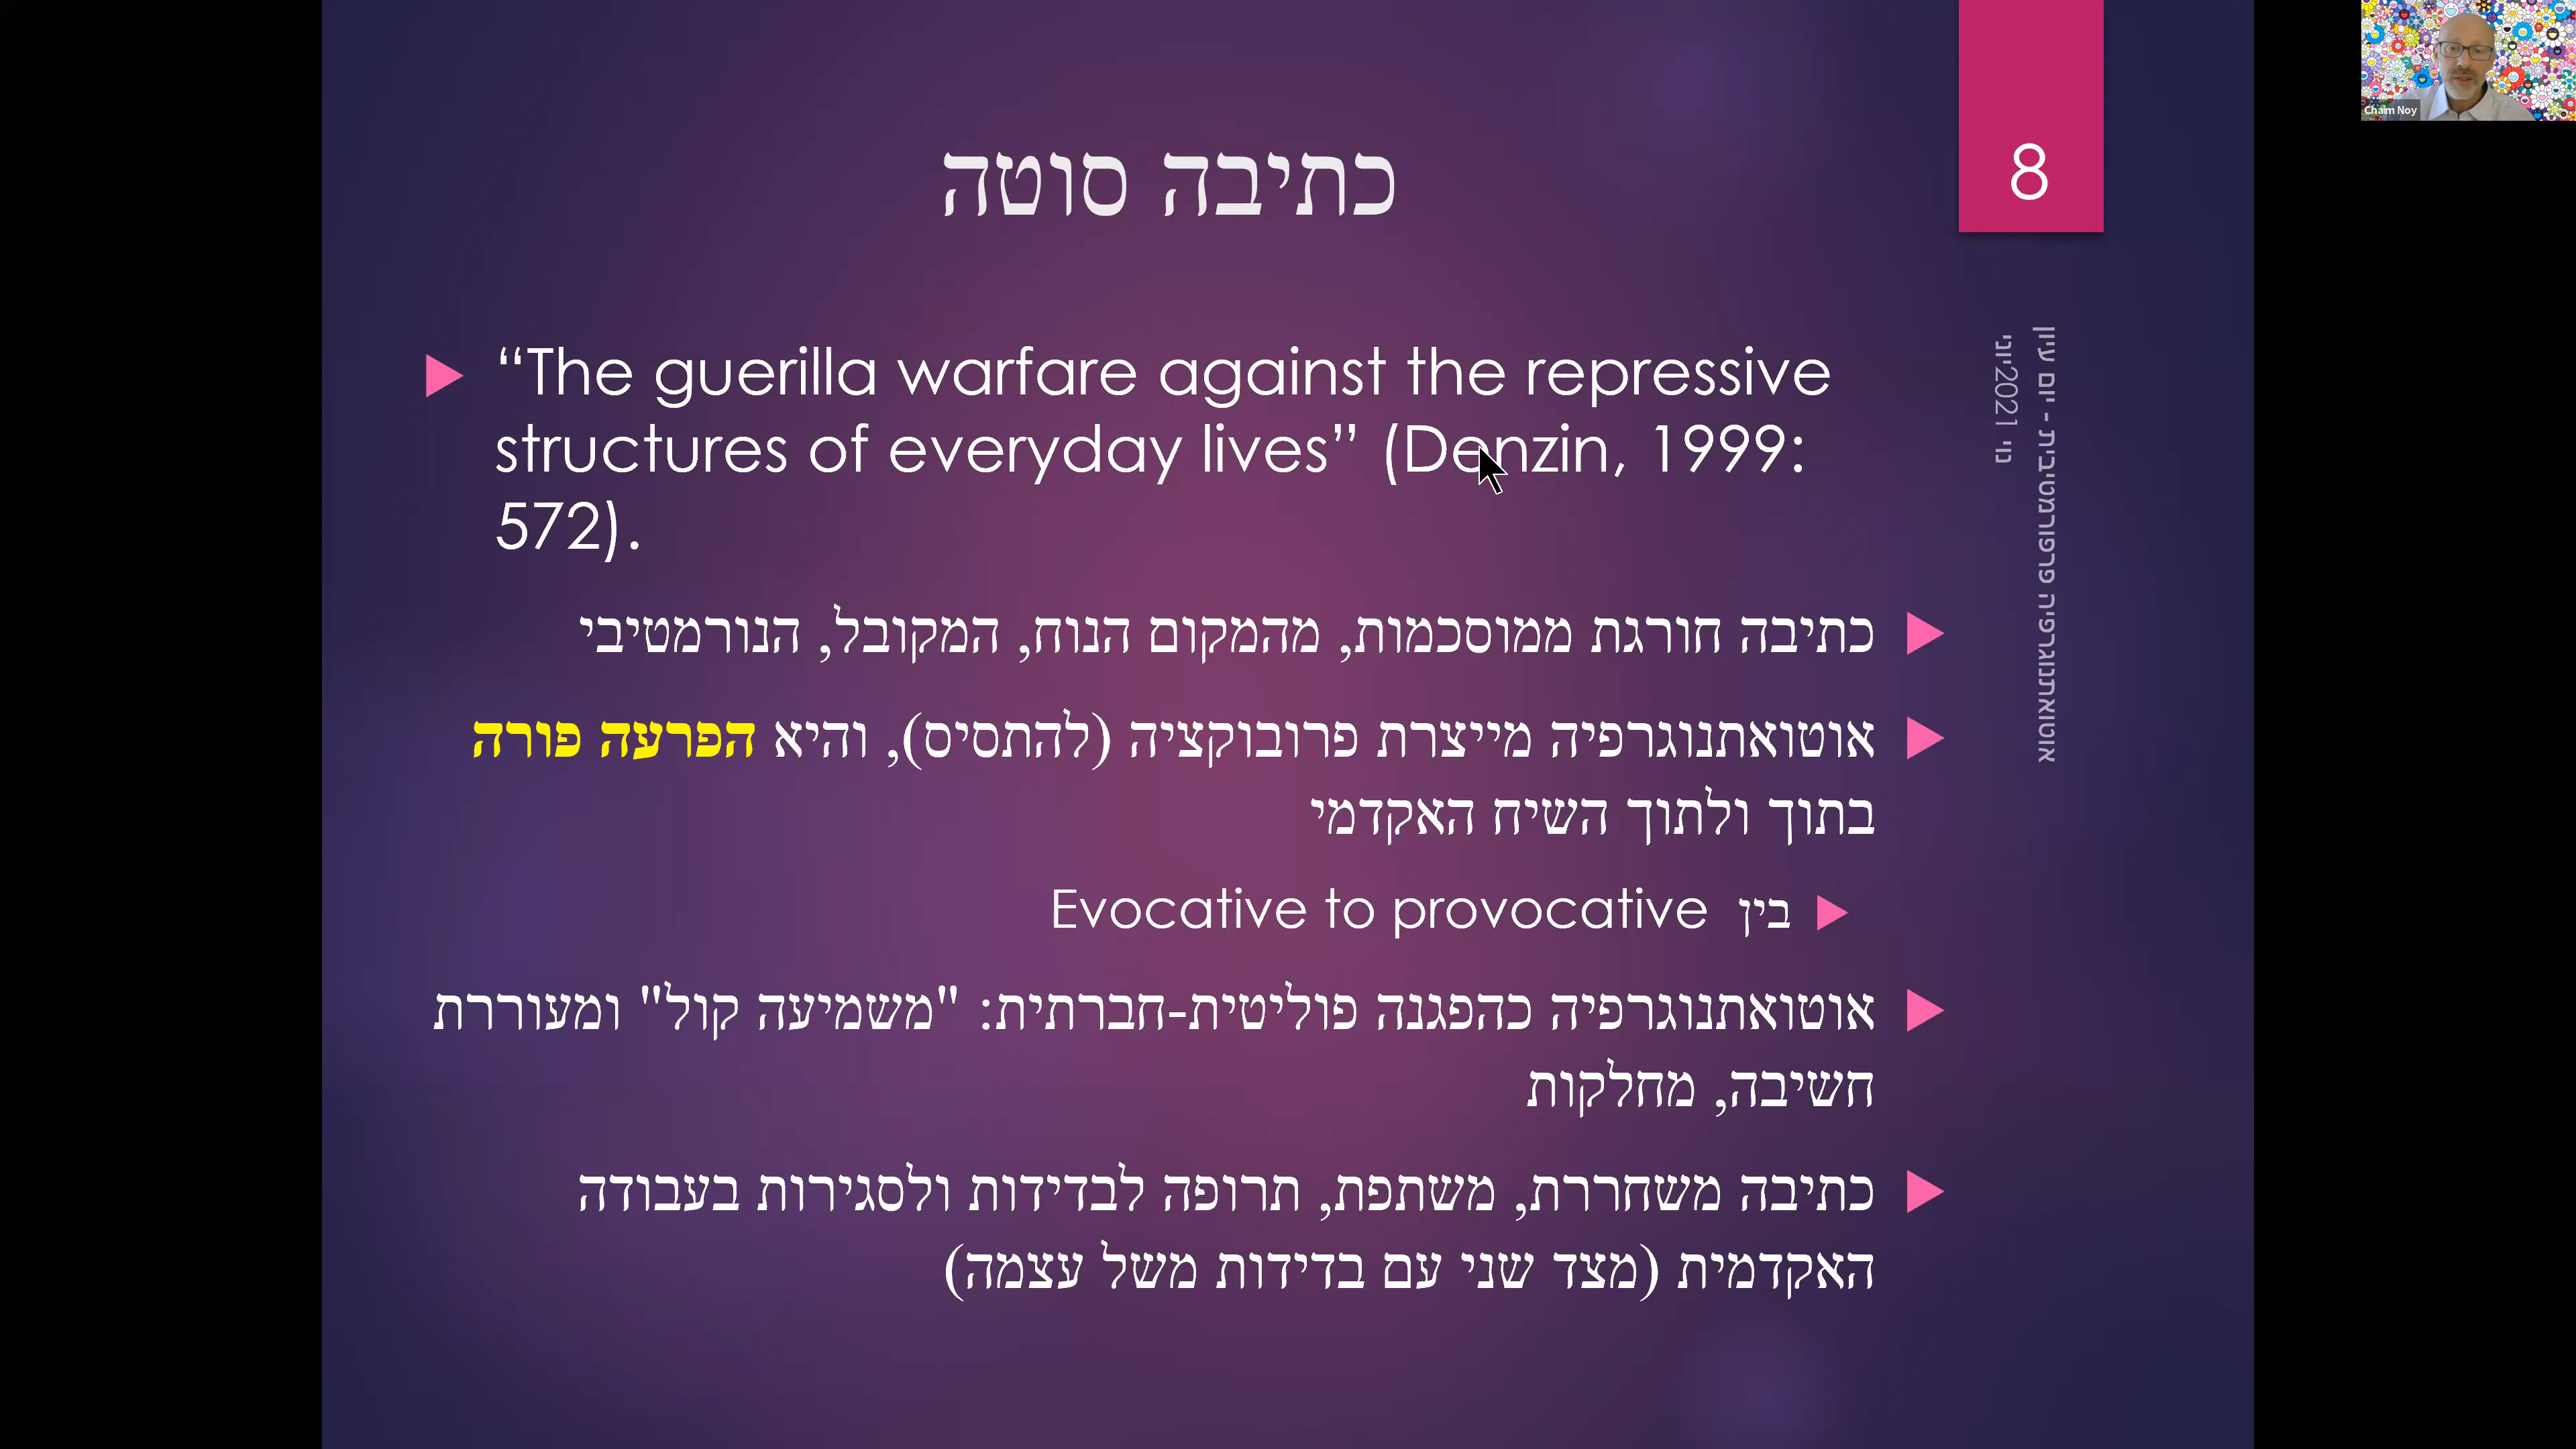 כתיבה סוטה
8
“The guerilla warfare against the repressive
structures of everyday lives” (Denzin, 1999:
572).
כתיבה חורגת ממוסכמות, מהמקום הנוח, המקובל, הנורמטיבי
אוטואתנוגרפיה מייצרת פרובוקציה (להתסיס), והיא הפרעה פורה
בתוך ולתוך השיח האקדמי
בין Evocative to provocative
אוטואתנוגרפיה כהפגנה פוליטית-חברתית: "משמיעה קול" ומעוררת
חשיבה, מחלקות
כתיבה משחררת, משתפת, תרופה לבדידות ולסגירות בעבודה
האקדמית (מצד שני עם בדידות משל עצמה)
אוטואתנוגרפיה פרפורמטיבית - יום עיון
נוי 2021יוני
Chaim Noy